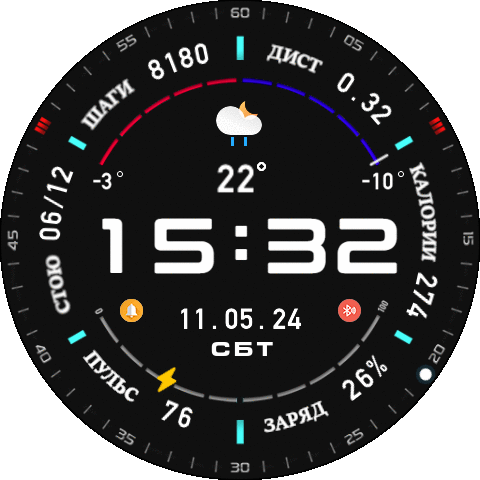 60
55
05
ШАГИ 8180
ДИСТ 0.32
-3°
22°
-10°
СТОЮ 06/12
КАЛОРИИ 274
45
15
15:32
11.05.24
СБТ
0
100
ПУЛЬС 76
ЗАРЯД 26%
40
20
35
25
30